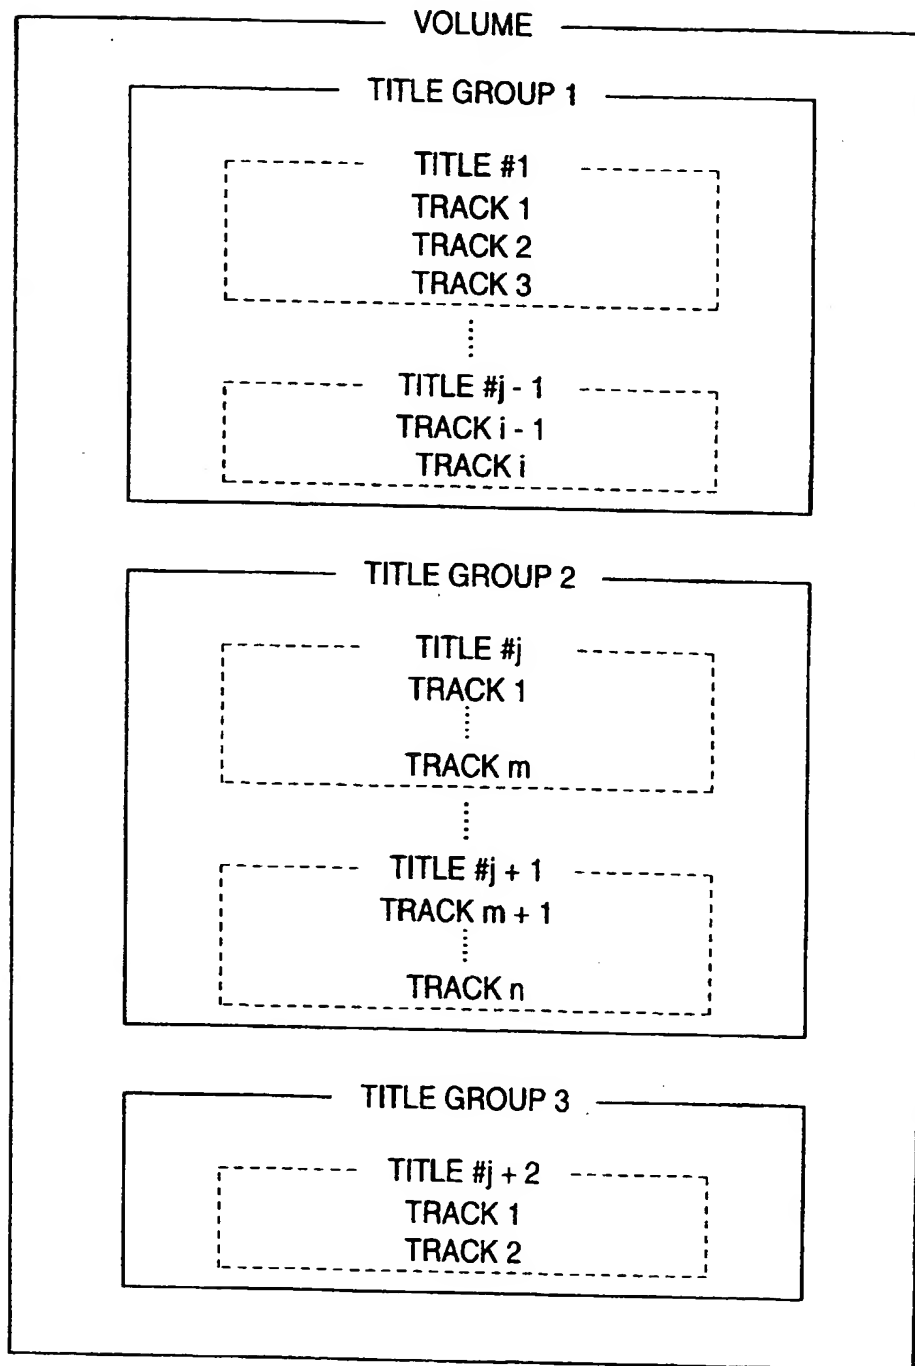 VOLUME
TITLE GROUP 1
TITLE #1
TRACK 1
TRACK 2
TRACK 3
TITLE #j - 1
TRACK i - 1
TRACK i
TITLE GROUP 2
TITLE #j
TRACK 1
TRACK m
TITLE #j + 1
TRACK m + 1
TRACK n
TITLE GROUP 3
TITLE #j + 2
TRACK 1
TRACK 2